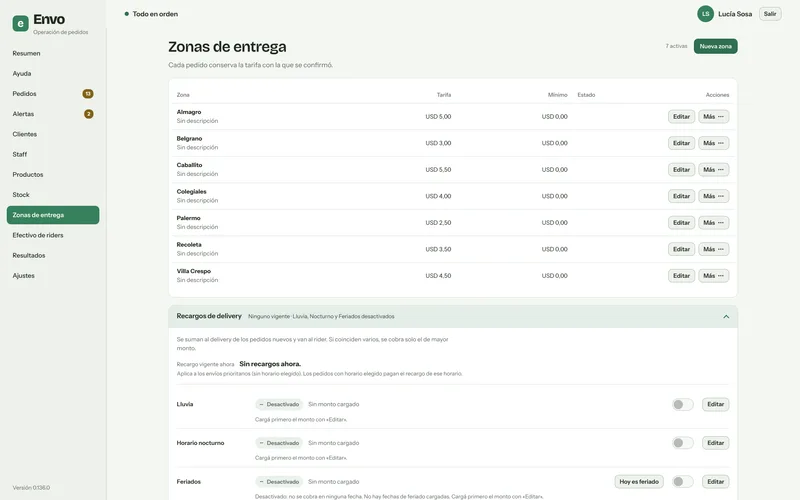 e Envo
Operación de pedidos
Resumen
Ayuda
Pedidos 13
Alertas 2
Clientes
Staff
Productos
Stock
Zonas de entrega
Efectivo de riders
Resultados
Ajustes
Versión 0.136.0
Todo en orden
LS Lucía Sosa Salir
Zonas de entrega
7 activas Nueva zona
Cada pedido conserva la tarifa con la que se confirmó.
Zona Tarifa Mínimo Estado Acciones
Almagro
Sin descripción
USD 5,00 USD 0,00 Editar Más ···
Belgrano
Sin descripción
USD 3,00 USD 0,00 Editar Más ···
Caballito
Sin descripción
USD 5,50 USD 0,00 Editar Más ···
Colegiales
Sin descripción
USD 4,00 USD 0,00 Editar Más ···
Palermo
Sin descripción
USD 2,50 USD 0,00 Editar Más ···
Recoleta
Sin descripción
USD 3,50 USD 0,00 Editar Más ···
Villa Crespo
Sin descripción
USD 4,50 USD 0,00 Editar Más ···
Recargos de delivery Ninguno vigente · Lluvia, Nocturno y Feriados desactivados
Se suman al delivery de los pedidos nuevos y van al rider. Si coinciden varios, se cobra solo el de mayor
monto.
Recargo vigente ahora Sin recargos ahora.
Aplica a los envíos prioritarios (sin horario elegido). Los pedidos con horario elegido pagan el recargo de ese horario.
Lluvia – Desactivado Sin monto cargado Editar
Cargá primero el monto con «Editar».
Horario nocturno – Desactivado Sin monto cargado Editar
Cargá primero el monto con «Editar».
Feriados – Desactivado Sin monto cargado Hoy es feriado Editar
Desactivado: no se cobra en ninguna fecha. No hay fechas de feriado cargadas. Cargá primero el monto con «Editar».